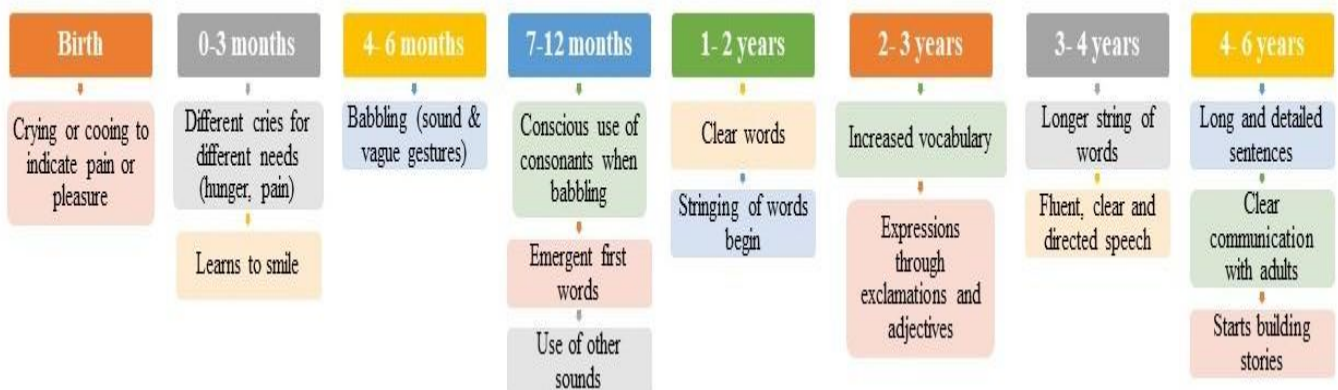 Birth
Crying or cooing to
indicate pain or
pleasure
0-3 months
Different cries for
different needs
(hunger, pain)
Learns to smile
4- 6 months
Babbling (sound &
vague gestures)
7-12 months
Conscious use of
consonants when
babbling
Emergent first
words
Use of other
sounds
1- 2 years
Clear words
Stringing of words
begin
2- 3 years
Increased vocabulary
Expressions
through
exclamations and
adjectives
3- 4 years
Longer string of
words
Fluent, clear and
directed speech
4- 6 years
Long and detailed
sentences
Clear
communication
with adults
Starts building
stories